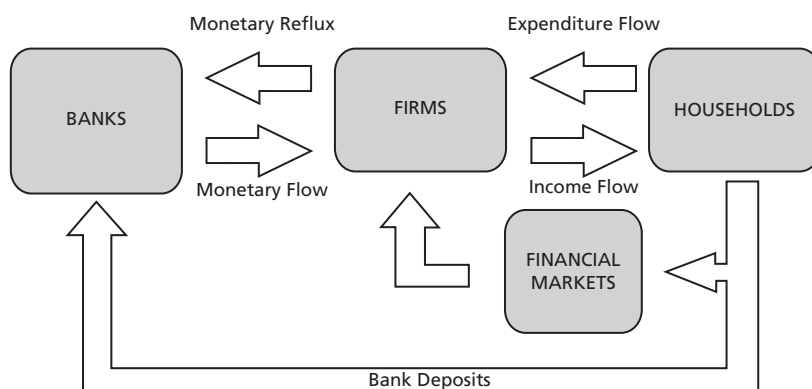 Monetary Reflux
Expenditure Flow
BANKS
FIRMS
HOUSEHOLDS
Monetary Flow
Income Flow
FINANCIAL
MARKETS
Bank Deposits